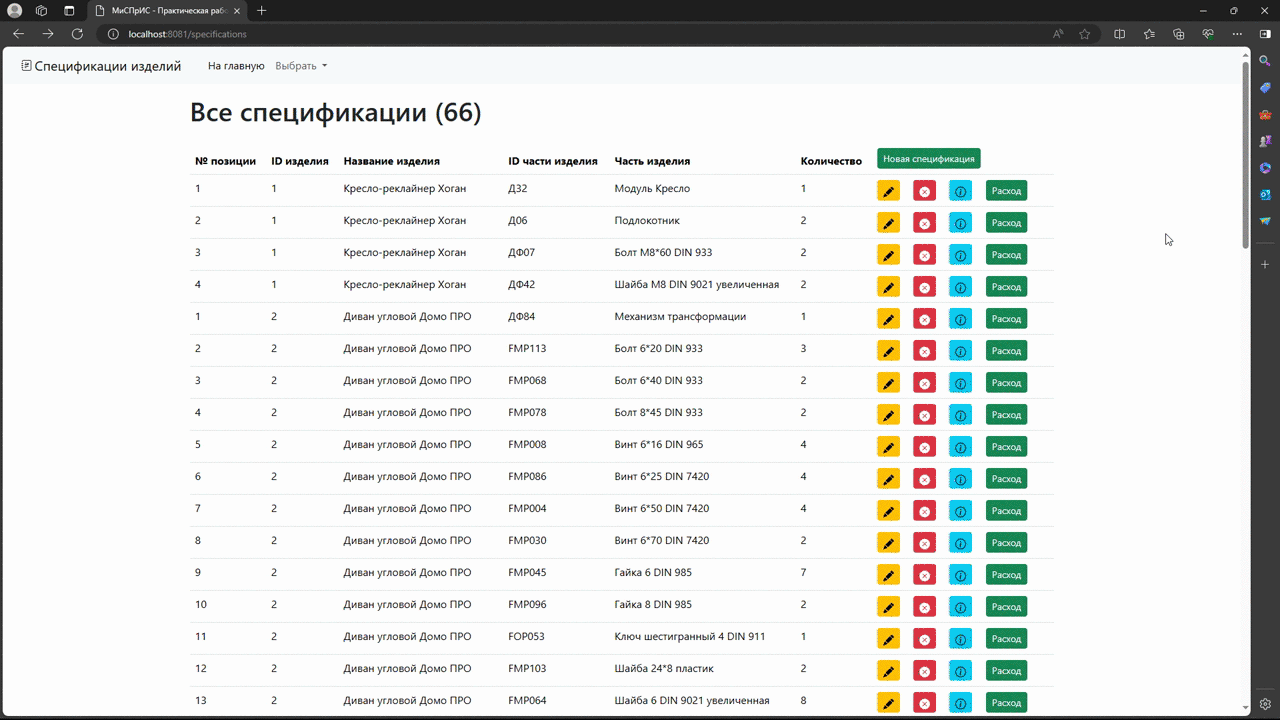 МиСПрИС - Практическая рабо
localhost:8081/specifications
Спецификации изделий На главную Выбрать
Все спецификации (66)
№ позиции ID изделия Название изделия ID части изделия Часть изделия Количество Новая спецификация
1 1 Кресло-реклайнер Хоган Д32 Модуль Кресло 1 Расход
2 1 Кресло-реклайнер Хоган Д06 Подлокотник 2 Расход
3 1 Кресло-реклайнер Хоган ДФ07 Болт М8*60 DIN 933 2 Расход
4 1 Кресло-реклайнер Хоган ДФ42 Шайба М8 DIN 9021 увеличенная 2 Расход
1 2 Диван угловой Домо ПРО ДФ84 Механизм трансформации 1 Расход
2 2 Диван угловой Домо ПРО FMP113 Болт 6*20 DIN 933 3 Расход
3 2 Диван угловой Домо ПРО FMP068 Болт 6*40 DIN 933 2 Расход
4 2 Диван угловой Домо ПРО FMP078 Болт 8*45 DIN 933 2 Расход
5 2 Диван угловой Домо ПРО FMP008 Винт 6*16 DIN 965 4 Расход
6 2 Диван угловой Домо ПРО FMP086 Винт 6*25 DIN 7420 4 Расход
7 2 Диван угловой Домо ПРО FMP004 Винт 6*50 DIN 7420 4 Расход
8 2 Диван угловой Домо ПРО FMP030 Винт 6*70 DIN 7420 2 Расход
9 2 Диван угловой Домо ПРО FMP045 Гайка 6 DIN 985 7 Расход
10 2 Диван угловой Домо ПРО FMP096 Гайка 8 DIN 985 2 Расход
11 2 Диван угловой Домо ПРО FOP053 Ключ шестигранный 4 DIN 911 1 Расход
12 2 Диван угловой Домо ПРО FMP103 Шайба 24*8 пластик 2 Расход
13 2 Диван угловой Домо ПРО FMP064 Шайба 6 DIN 9021 увеличенная 8 Расход